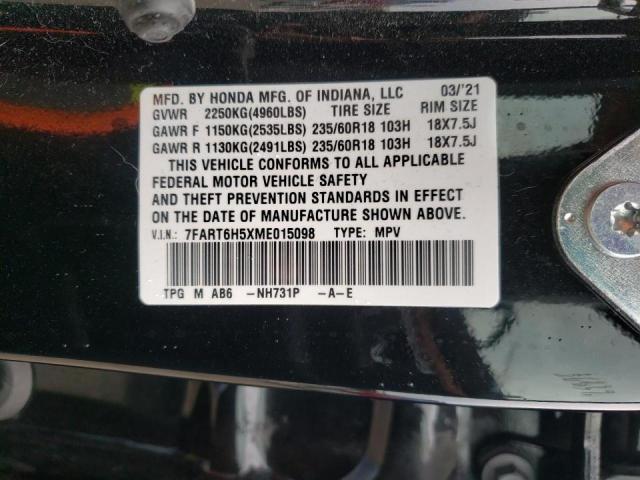 MFD. BY HONDA MFG. OF INDIANA, LLC 03/'21
GVWR 2250KG(4960LBS) TIRE SIZE RIM SIZE
GAWR F 1150KG(2535LBS) 235/60R18 103H 18X7.5J
GAWR R 1130KG(2491LBS) 235/60R18 103H 18X7.5J
THIS VEHICLE CONFORMS TO ALL APPLICABLE
FEDERAL MOTOR VEHICLE SAFETY
AND THEFT PREVENTION STANDARDS IN EFFECT
ON THE DATE OF MANUFACTURE SHOWN ABOVE.
V.I.N.: 7FART6H5XME015098 TYPE: MPV
TPG M AB6 -NH731P -A-E